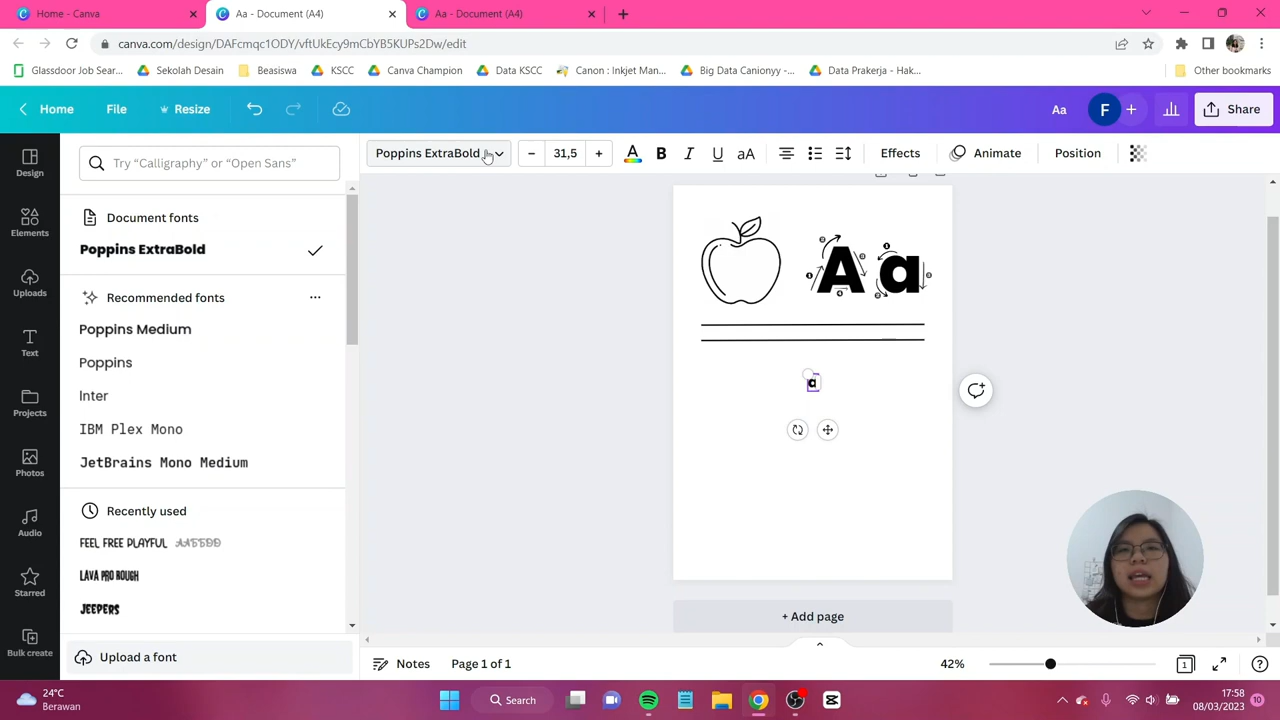 Home - Canva
Aa - Document (A4)
Aa - Document (A4)
canva.com/design/DAFcmqc1ODY/vftUkEcy9mCbYB5KUPs2Dw/edit
Glassdoor Job Sear...
Sekolah Desain
Beasiswa
KSCC
Canva Champion
Data KSCC
Canon : Inkjet Man...
Big Data Canionyy -...
Data Prakerja - Hak...
Other bookmarks
Home
File
Resize
Aa
F
Share
Poppins ExtraBold
31,5
A
B
I
U
aA
Effects
Animate
Position
Try “Calligraphy” or “Open Sans”
Design
Elements
Uploads
Text
Projects
Photos
Audio
Starred
Bulk create
Document fonts
Poppins ExtraBold
Recommended fonts
Poppins Medium
Poppins
Inter
IBM Plex Mono
JetBrains Mono Medium
Recently used
FEEL FREE PLAYFUL
LAVA PRO ROUGH
JEEPERS
Upload a font
A a
a
+ Add page
Notes
Page 1 of 1
42%
1
24°C
Berawan
Search
17:58
08/03/2023
10